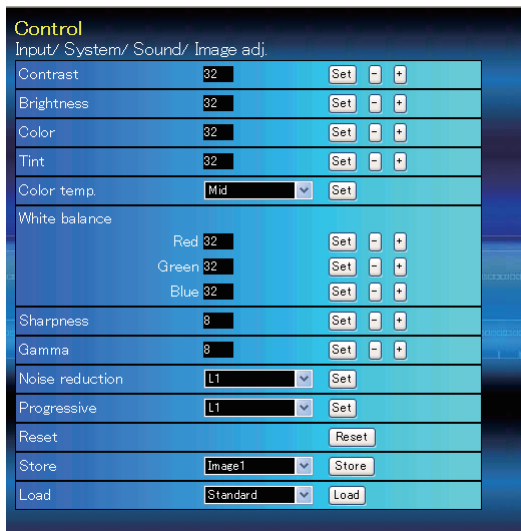 Control
Input/ System/ Sound/ Image adj.
Contrast 32 Set - +
Brightness 32 Set - +
Color 32 Set - +
Tint 32 Set - +
Color temp. Mid Set
White balance
Red 32 Set - +
Green 32 Set - +
Blue 32 Set - +
Sharpness 8 Set - +
Gamma 8 Set - +
Noise reduction L1 Set
Progressive L1 Set
Reset Reset
Store Image1 Store
Load Standard Load